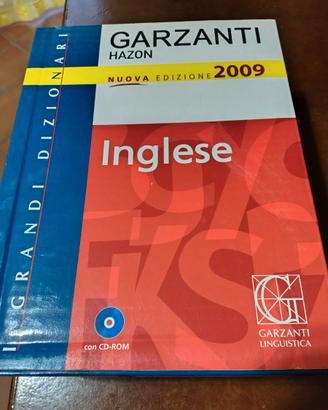 GARZANTI
HAZON
NUOVA EDIZIONE 2009
I GRANDI DIZIONARI
Inglese
con CD-ROM
GARZANTI
LINGUISTICA